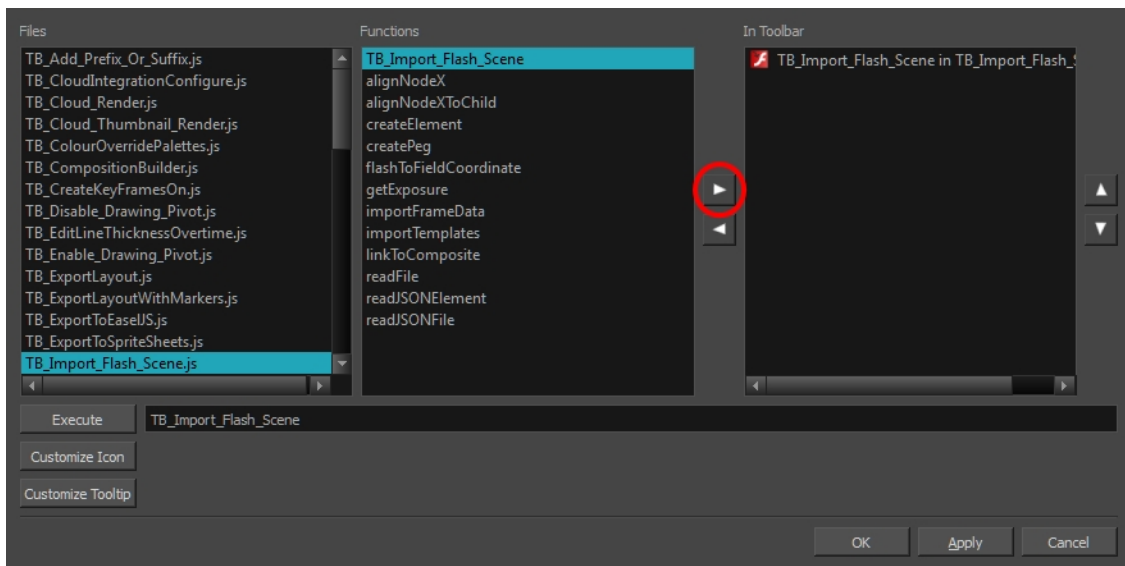 Files
TB_Add_Prefix_Or_Suffix.js
TB_CloudIntegrationConfigure.js
TB_Cloud_Render.js
TB_Cloud_Thumbnail_Render.js
TB_ColourOverridePalettes.js
TB_CompositionBuilder.js
TB_CreateKeyFramesOn.js
TB_Disable_Drawing_Pivot.js
TB_EditLineThicknessOvertime.js
TB_Enable_Drawing_Pivot.js
TB_ExportLayout.js
TB_ExportLayoutWithMarkers.js
TB_ExportToEaselJS.js
TB_ExportToSpriteSheets.js
TB_Import_Flash_Scene.js
Functions
TB_Import_Flash_Scene
alignNodeX
alignNodeXToChild
createElement
createPeg
flashToFieldCoordinate
getExposure
importFrameData
importTemplates
linkToComposite
readFile
readJSONElement
readJSONFile
In Toolbar
TB_Import_Flash_Scene in TB_Import_Flash_
Execute
TB_Import_Flash_Scene
Customize Icon
Customize Tooltip
OK
Apply
Cancel